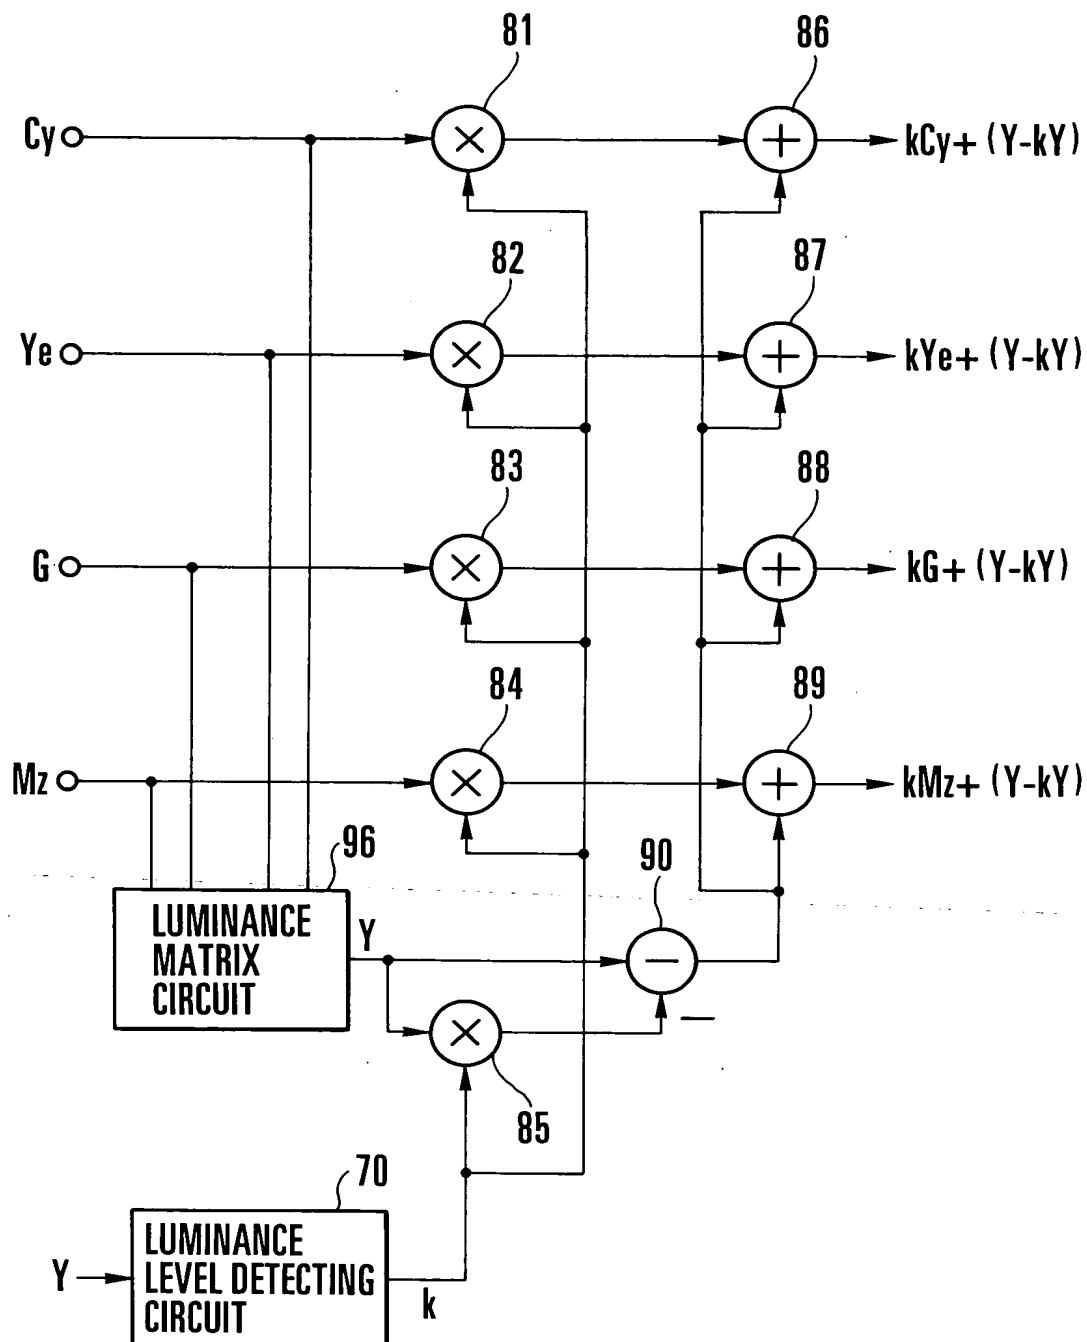 81
86
Cy
kCy+ (Y-kY)
82
87
Ye
kYe+ (Y-kY)
83
88
G
kG+ (Y-kY)
84
89
Mz
kMz+ (Y-kY)
96
90
LUMINANCE
MATRIX
CIRCUIT
Y
85
70
Y
LUMINANCE
LEVEL DETECTING
CIRCUIT
k